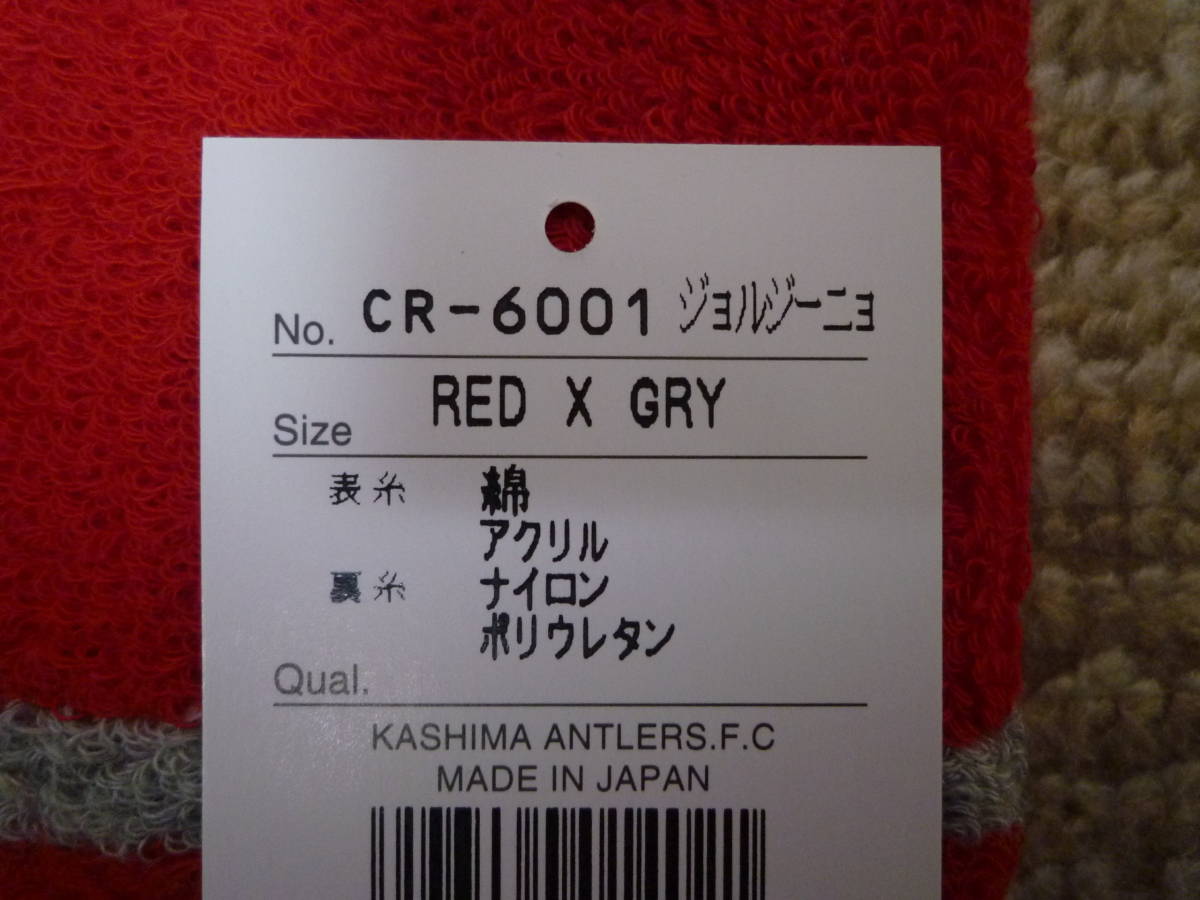 No. CR-6001 ジョルジーニョ
Size RED X GRY
表糸 綿
アクリル
裏糸 ナイロン
ポリウレタン
Qual.
KASHIMA ANTLERS.F.C
MADE IN JAPAN